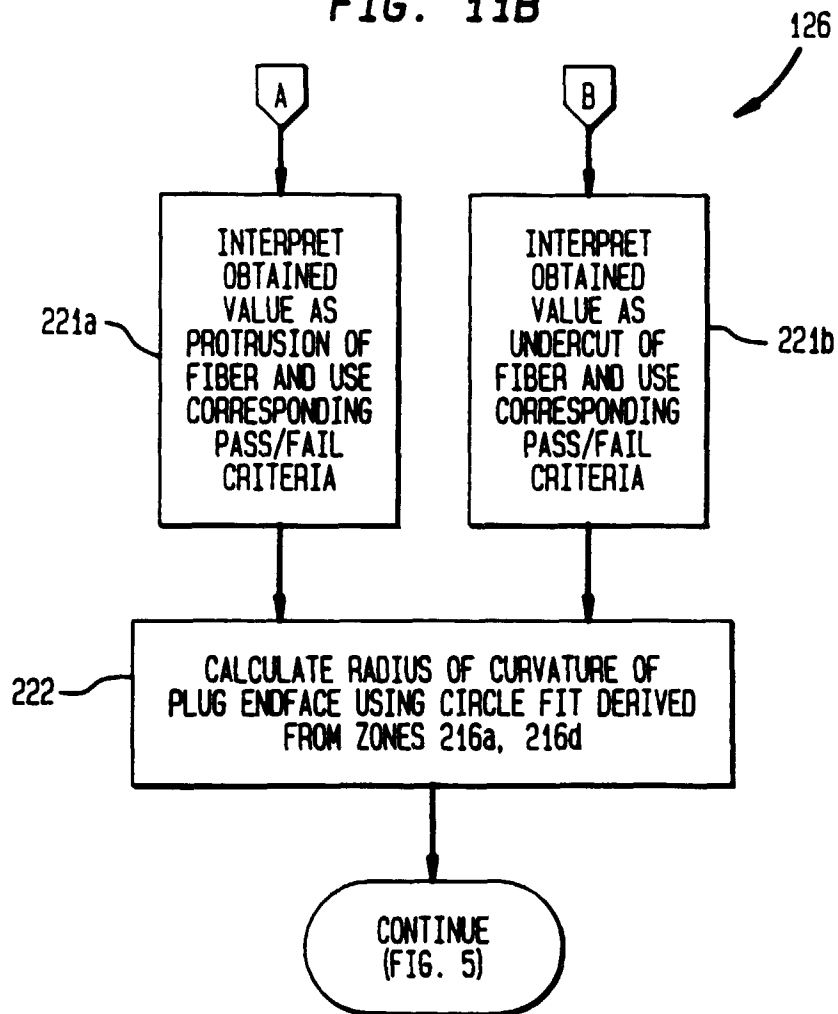 FIG. 11B
126
A
B
INTERPRET
OBTAINED
VALUE AS
PROTRUSION OF
FIBER AND USE
CORRESPONDING
PASS/FAIL
CRITERIA
221a
INTERPRET
OBTAINED
VALUE AS
UNDERCUT OF
FIBER AND USE
CORRESPONDING
PASS/FAIL
CRITERIA
221b
222
CALCULATE RADIUS OF CURVATURE OF
PLUG ENDFACE USING CIRCLE FIT DERIVED
FROM ZONES 216a, 216d
CONTINUE
(FIG. 5)